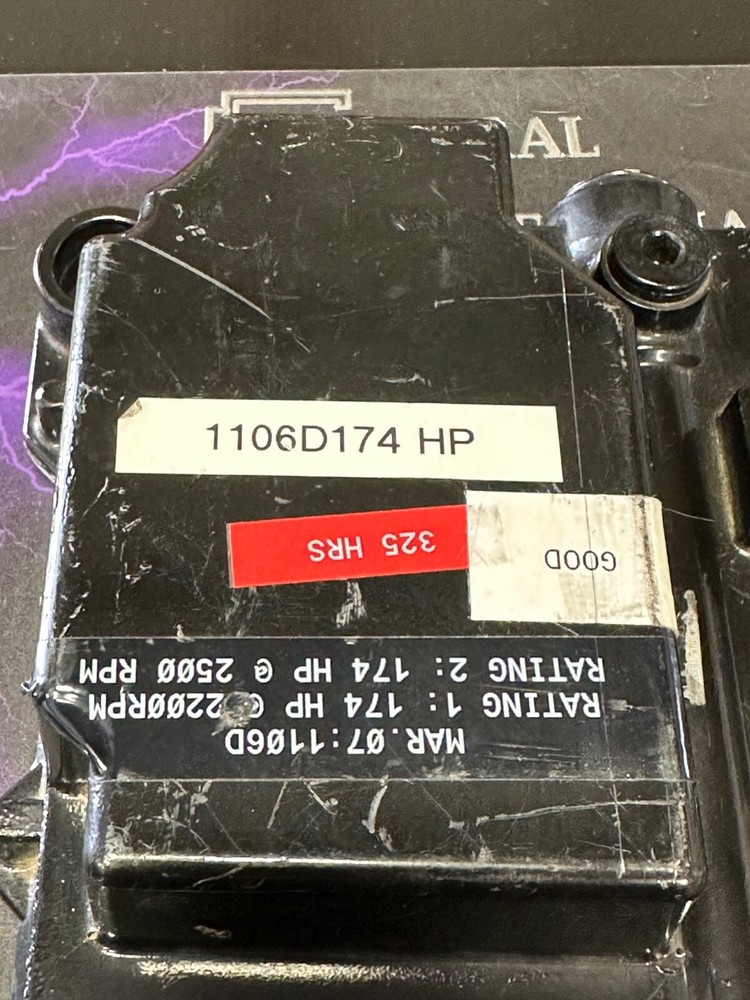 AL
1106D174 HP
325 HRS
GOOD
MAR.07:1106D
RATING 1: 174 HP @ 2200RPM
RATING 2: 174 HP @ 2500 RPM